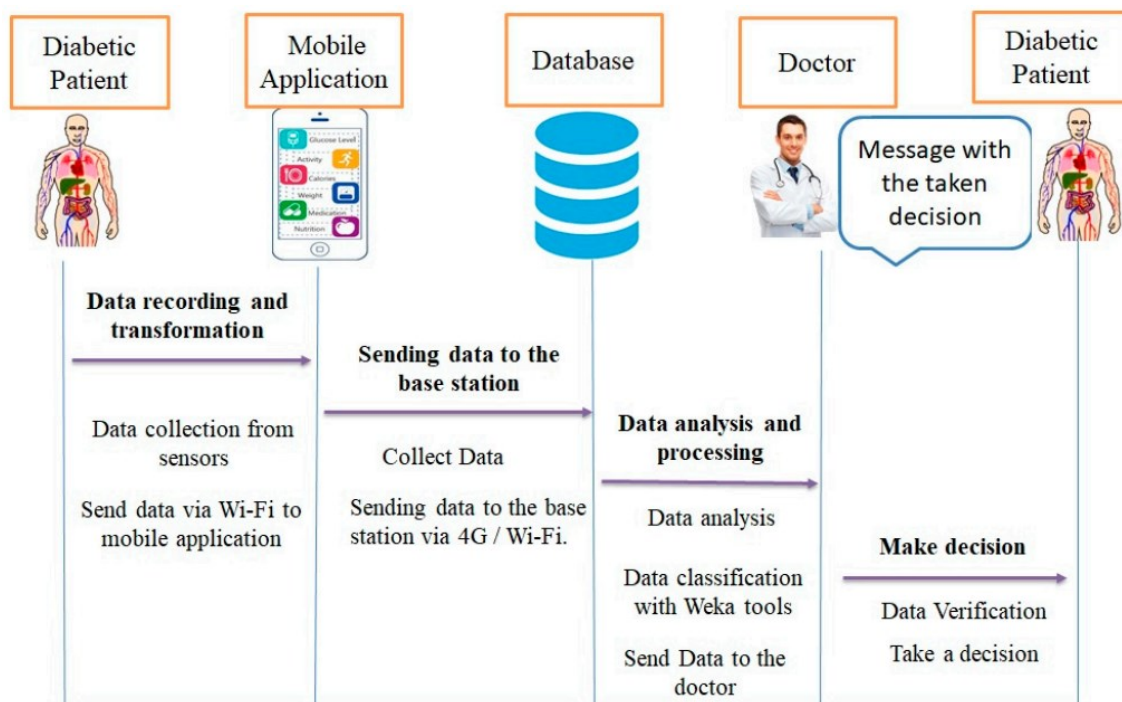 Diabetic
Patient
Mobile
Application
Database
Doctor
Diabetic
Patient
Glucose Level
Activity
Calories
Weight
Medication
Nutrition
Message with
the taken
decision
Data recording and
transformation
Data collection from
sensors
Send data via Wi-Fi to
mobile application
Sending data to the
base station
Collect Data
Sending data to the base
station via 4G / Wi-Fi.
Data analysis and
processing
Data analysis
Data classification
with Weka tools
Send Data to the
doctor
Make decision
Data Verification
Take a decision